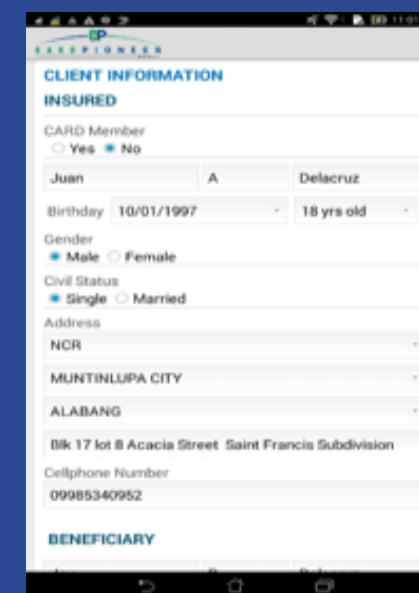 CARD PIONEER
CLIENT INFORMATION
INSURED
CARD Member
Yes No
Juan A Delacruz
Birthday 10/01/1997 18 yrs old
Gender
Male Female
Civil Status
Single Married
Address
NCR
MUNTINLUPA CITY
ALABANG
Blk 17 lot 8 Acacia Street Saint Francis Subdivision
Cellphone Number
09985340952
BENEFICIARY